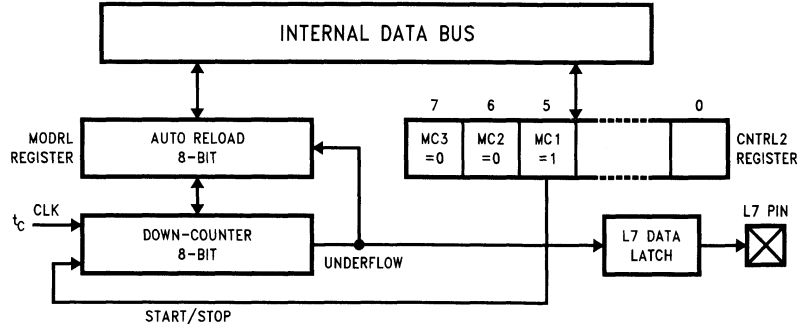 INTERNAL DATA BUS
7 6 5 0
MODRL
REGISTER
AUTO RELOAD
8-BIT
MC3
=0
MC2
=0
MC1
=1
CNTRL2
REGISTER
tC CLK
DOWN-COUNTER
8-BIT
UNDERFLOW
L7 DATA
LATCH
L7 PIN
START/STOP